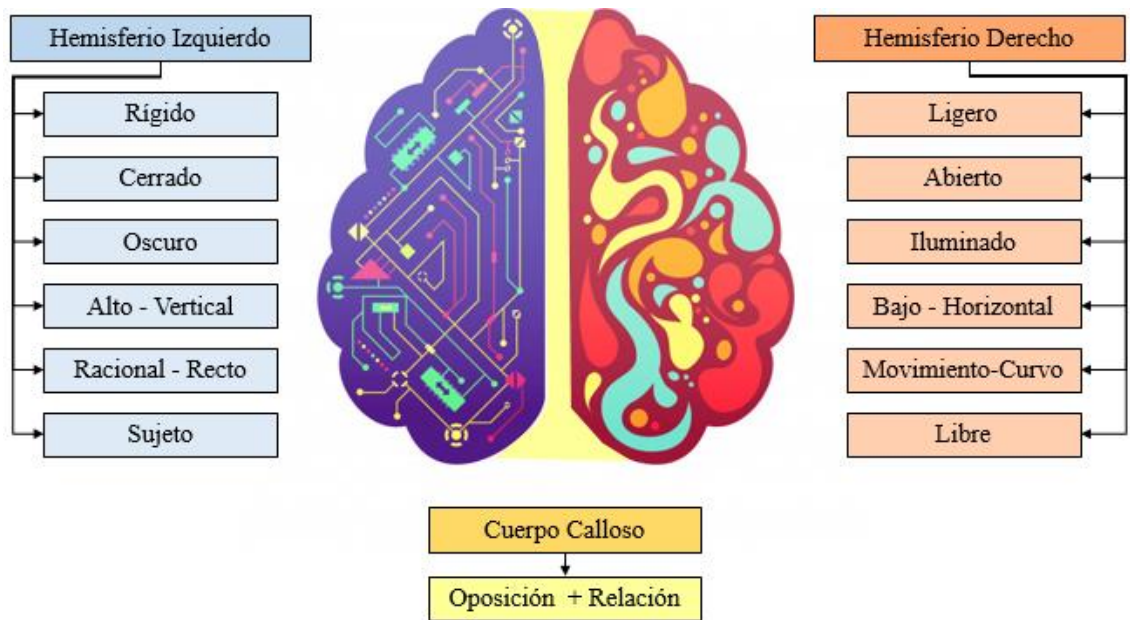 Hemisferio Izquierdo
Rígido
Cerrado
Oscuro
Alto - Vertical
Racional - Recto
Sujeto
Hemisferio Derecho
Ligero
Abierto
Iluminado
Bajo - Horizontal
Movimiento-Curvo
Libre
Cuerpo Calloso
Oposición + Relación